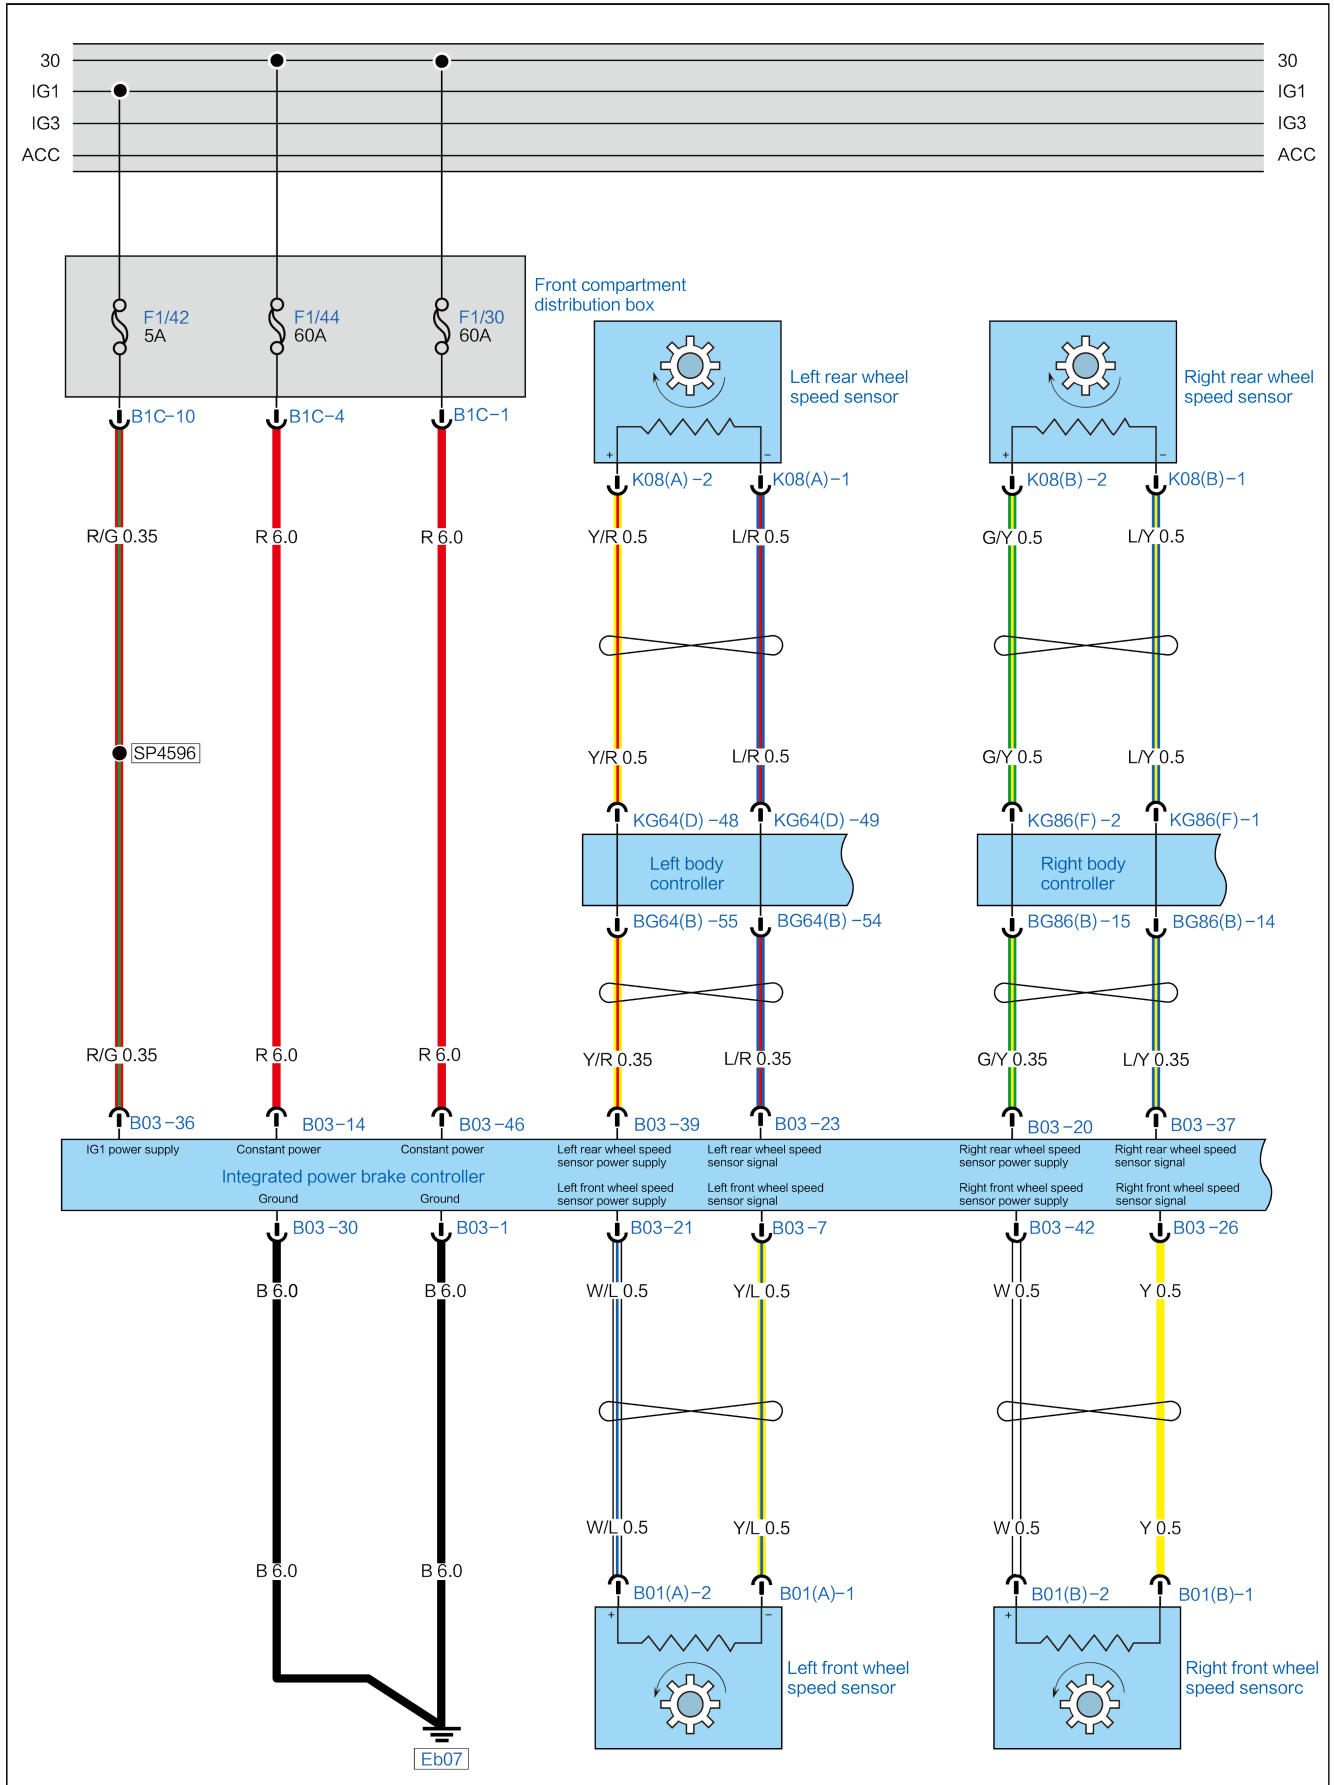 30 30
IG1 IG1
IG3 IG3
ACC ACC
Front compartment
distribution box
F1/42
5A
F1/44
60A
F1/30
60A
Left rear wheel
speed sensor
Right rear wheel
speed sensor
+ −
+ −
B1C−10 B1C−4 B1C−1
K08(A)−2 K08(A)−1 K08(B)−2 K08(B)−1
R/G 0.35 R 6.0 R 6.0 Y/R 0.5 L/R 0.5 G/Y 0.5 L/Y 0.5
SP4596
Y/R 0.5 L/R 0.5 G/Y 0.5 L/Y 0.5
KG64(D)−48 KG64(D)−49 KG86(F)−2 KG86(F)−1
Left body
controller
Right body
controller
BG64(B)−55 BG64(B)−54 BG86(B)−15 BG86(B)−14
R/G 0.35 R 6.0 R 6.0 Y/R 0.35 L/R 0.35 G/Y 0.35 L/Y 0.35
B03−36 B03−14 B03−46 B03−39 B03−23 B03−20 B03−37
IG1 power supply
Constant power
Constant power
Left rear wheel speed
sensor power supply
Left rear wheel speed
sensor signal
Right rear wheel speed
sensor power supply
Right rear wheel speed
sensor signal
Integrated power brake controller
Ground
Ground
Left front wheel speed
sensor power supply
Left front wheel speed
sensor signal
Right front wheel speed
sensor power supply
Right front wheel speed
sensor signal
B03−30 B03−1 B03−21 B03−7 B03−42 B03−26
B 6.0 B 6.0 W/L 0.5 Y/L 0.5 W 0.5 Y 0.5
W/L 0.5 Y/L 0.5 W 0.5 Y 0.5
B 6.0 B 6.0
B01(A)−2 B01(A)−1 B01(B)−2 B01(B)−1
+ −
+ −
Left front wheel
speed sensor
Right front wheel
speed sensorc
Eb07